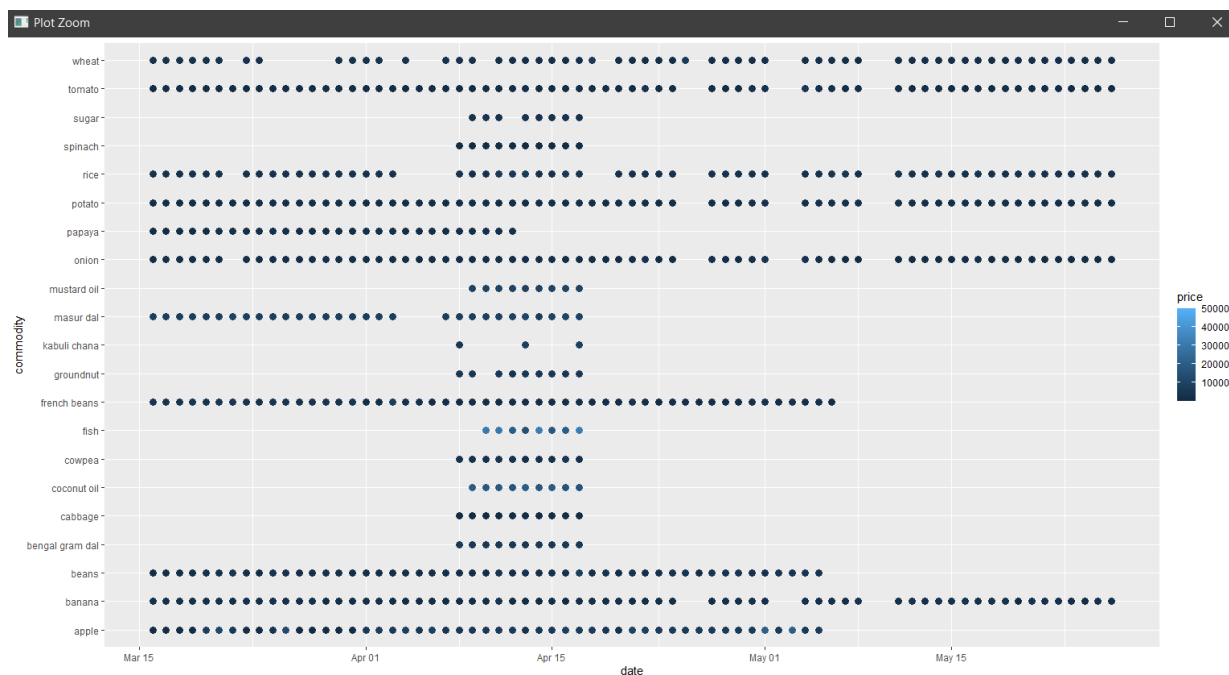 Plot Zoom
wheat
tomato
sugar
spinach
rice
potato
papaya
onion
mustard oil
masur dal
kabuli chana
groundnut
french beans
fish
cowpea
coconut oil
cabbage
bengal gram dal
beans
banana
apple
commodity
Mar 15
Apr 01
Apr 15
May 01
May 15
date
price
50000
40000
30000
20000
10000